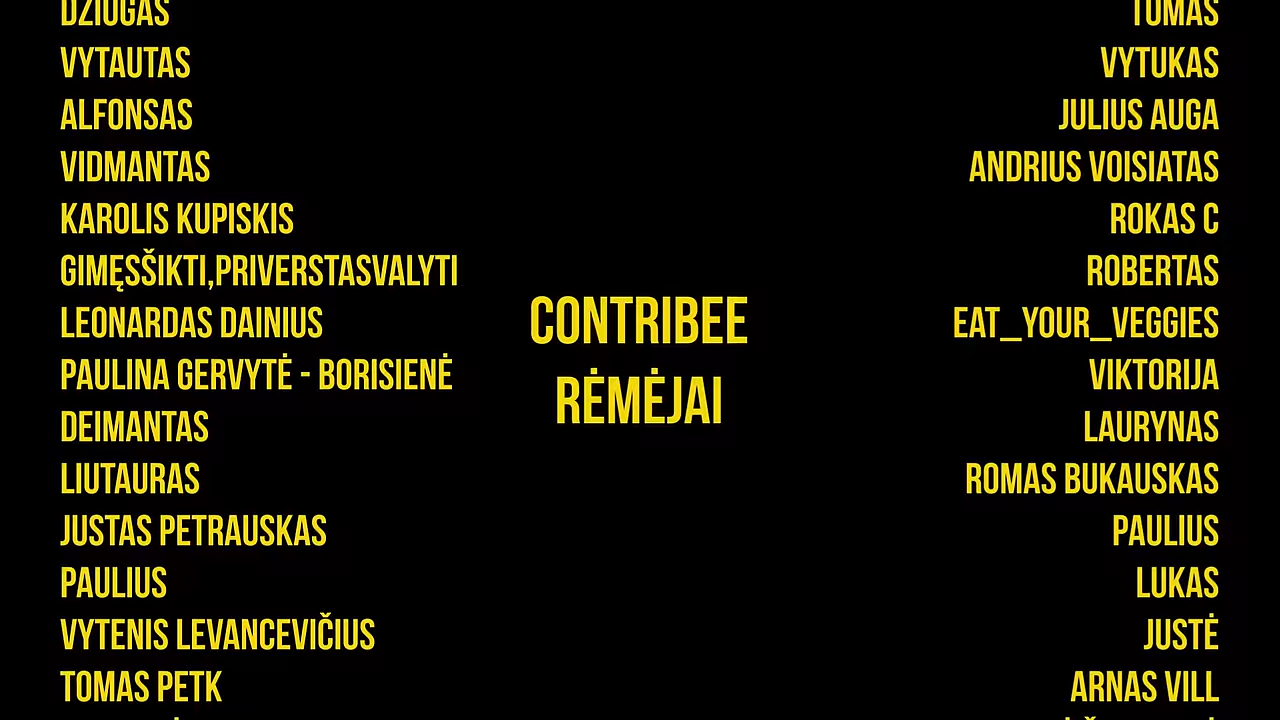 DŽIUGAS
VYTAUTAS
ALFONSAS
VIDMANTAS
KAROLIS KUPISKIS
GIMĘSŠIKTI,PRIVERSTASVALYTI
LEONARDAS DAINIUS
PAULINA GERVYTĖ - BORISIENĖ
DEIMANTAS
LIUTAURAS
JUSTAS PETRAUSKAS
PAULIUS
VYTENIS LEVANCEVIČIUS
TOMAS PETK
CONTRIBEE
RĖMĖJAI
TOMAS
VYTUKAS
JULIUS AUGA
ANDRIUS VOISIATAS
ROKAS C
ROBERTAS
EAT_YOUR_VEGGIES
VIKTORIJA
LAURYNAS
ROMAS BUKAUSKAS
PAULIUS
LUKAS
JUSTĖ
ARNAS VILL